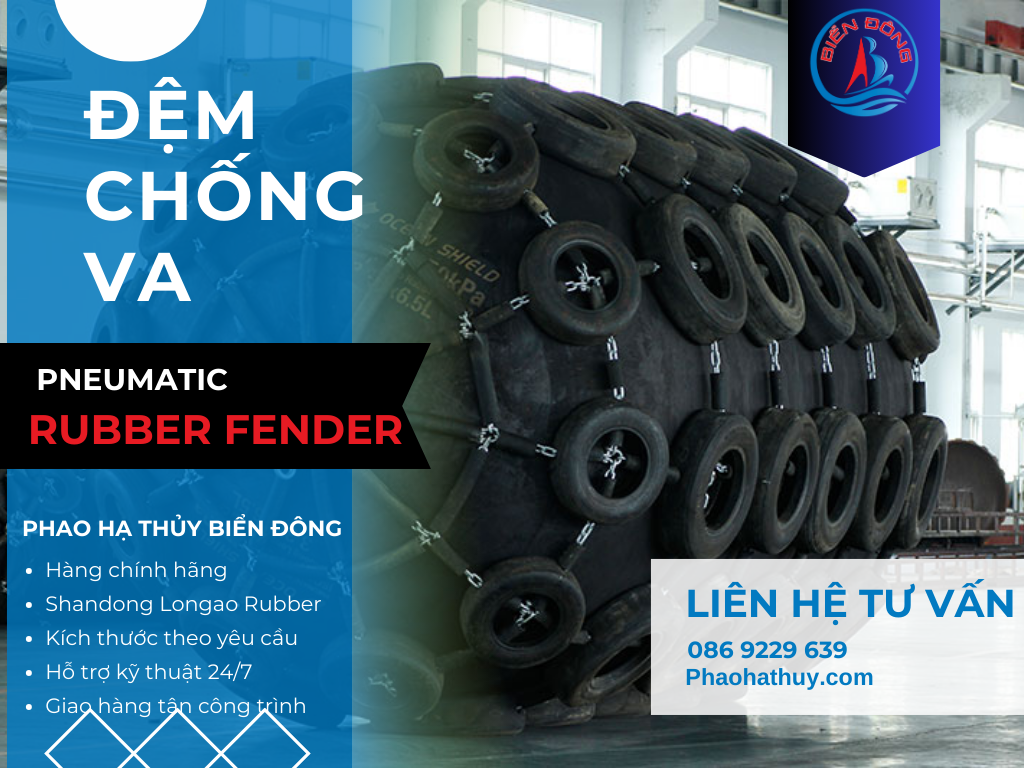 BIỂN ĐÔNG
ĐỆM
CHỐNG
VA
OCEAN SHIELD
PNEUMATIC
RUBBER FENDER
PHAO HẠ THỦY BIỂN ĐÔNG
Hàng chính hãng
Shandong Longao Rubber
Kích thước theo yêu cầu
Hỗ trợ kỹ thuật 24/7
Giao hàng tận công trình
LIÊN HỆ TƯ VẤN
086 9229 639
Phaohathuy.com